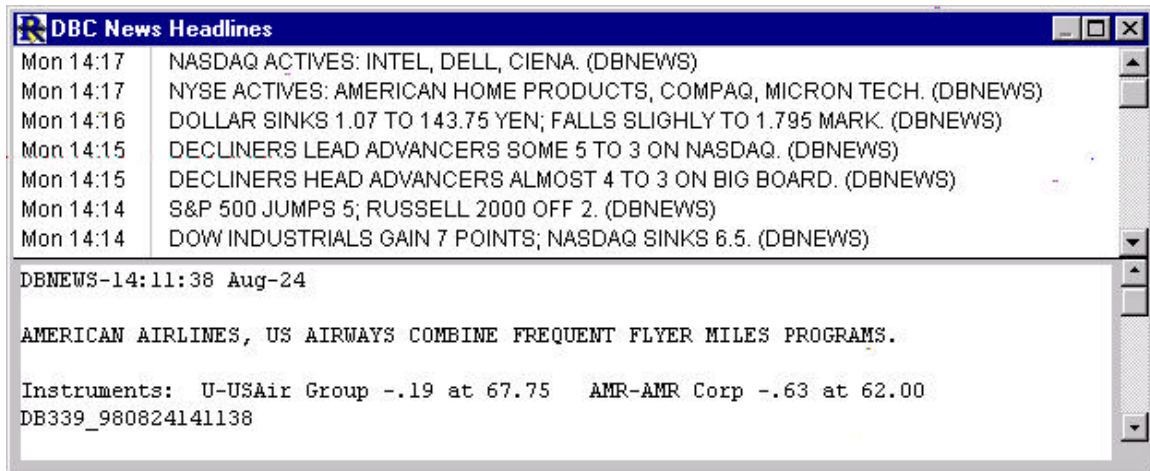 DBC News Headlines
Mon 14:17 NASDAQ ACTIVES: INTEL, DELL, CIENA. (DBNEWS)
Mon 14:17 NYSE ACTIVES: AMERICAN HOME PRODUCTS, COMPAQ, MICRON TECH. (DBNEWS)
Mon 14:16 DOLLAR SINKS 1.07 TO 143.75 YEN; FALLS SLIGHLY TO 1.795 MARK. (DBNEWS)
Mon 14:15 DECLINERS LEAD ADVANCERS SOME 5 TO 3 ON NASDAQ. (DBNEWS)
Mon 14:15 DECLINERS HEAD ADVANCERS ALMOST 4 TO 3 ON BIG BOARD. (DBNEWS)
Mon 14:14 S&P 500 JUMPS 5; RUSSELL 2000 OFF 2. (DBNEWS)
Mon 14:14 DOW INDUSTRIALS GAIN 7 POINTS; NASDAQ SINKS 6.5. (DBNEWS)
DBNEWS-14:11:38 Aug-24
AMERICAN AIRLINES, US AIRWAYS COMBINE FREQUENT FLYER MILES PROGRAMS.
Instruments: U-USAir Group -.19 at 67.75 AMR-AMR Corp -.63 at 62.00
DB339_980824141138